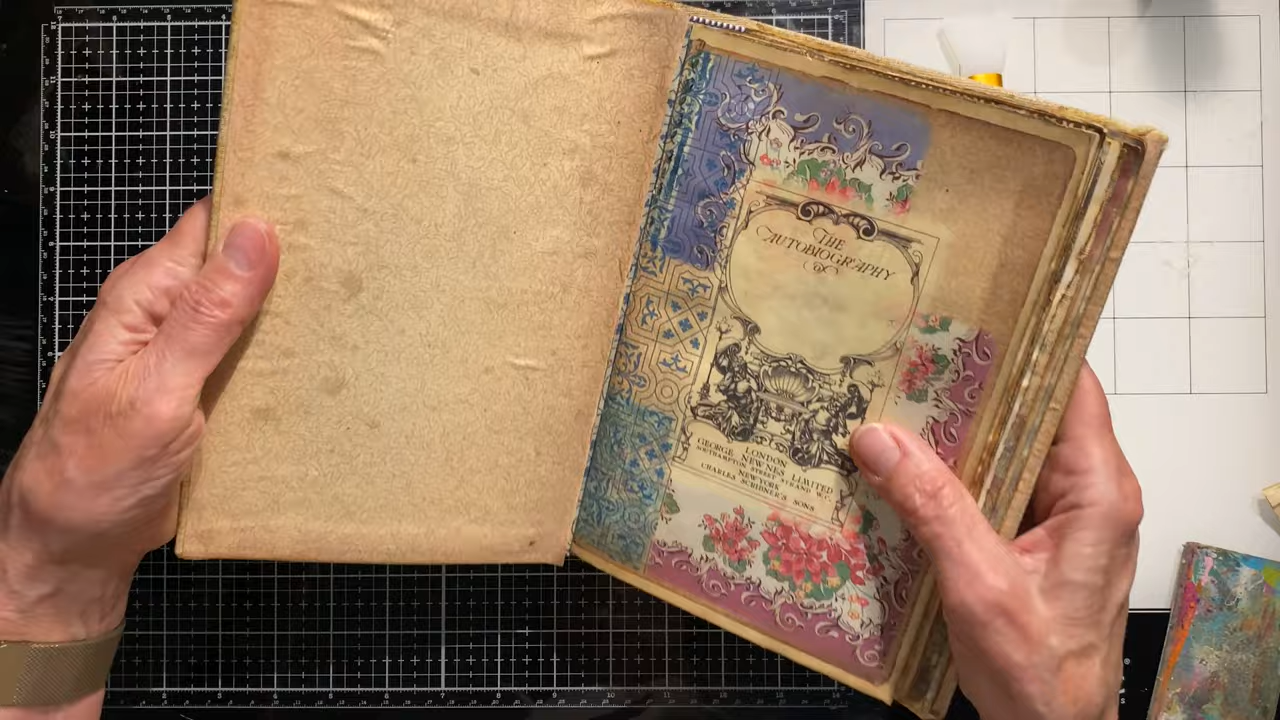 THE
AUTOBIOGRAPHY
LONDON
GEORGE NEWNES LIMITED
SOUTHAMPTON STREET STRAND W.C.
NEW YORK
CHARLES SCRIBNER'S SONS